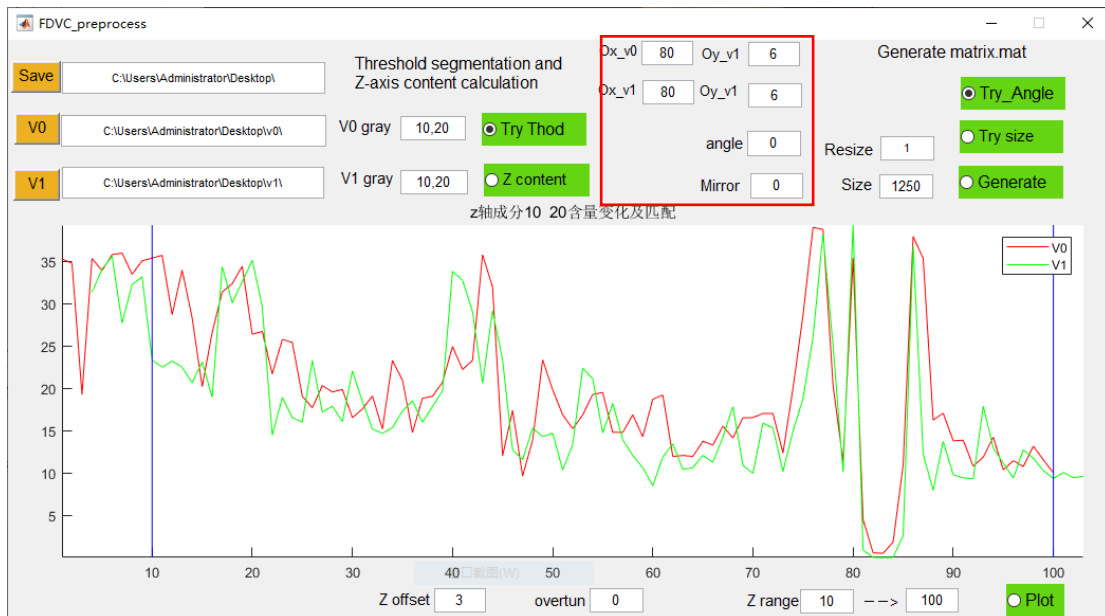 FDVC_preprocess
Save C:\Users\Administrator\Desktop\
V0 C:\Users\Administrator\Desktop\v0\
V1 C:\Users\Administrator\Desktop\v1\
Threshold segmentation and
Z-axis content calculation
V0 gray 10,20 Try Thod
V1 gray 10,20 Z content
Ox_v0 80 Oy_v1 6
Ox_v1 80 Oy_v1 6
angle 0
Mirror 0
Generate matrix.mat
Try_Angle
Resize 1 Try size
Size 1250 Generate
z轴成分10 20含量变化及匹配
V0
V1
35
30
25
20
15
10
5
10 20 30 40 50 60 70 80 90 100
Z offset 3 overtun 0 Z range 10 --> 100 Plot